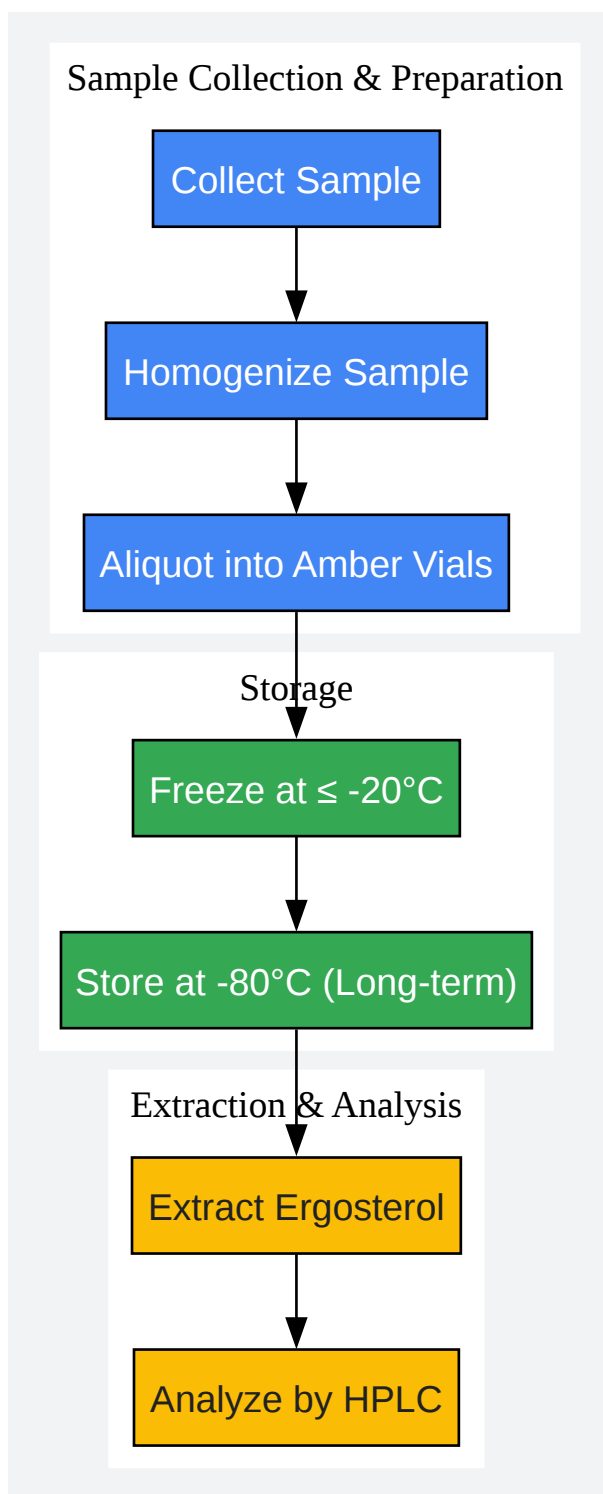 Sample Collection & Preparation
Collect Sample
Homogenize Sample
Aliquot into Amber Vials
Storage
Freeze at ≤ -20°C
Store at -80°C (Long-term)
Extraction & Analysis
Extract Ergosterol
Analyze by HPLC